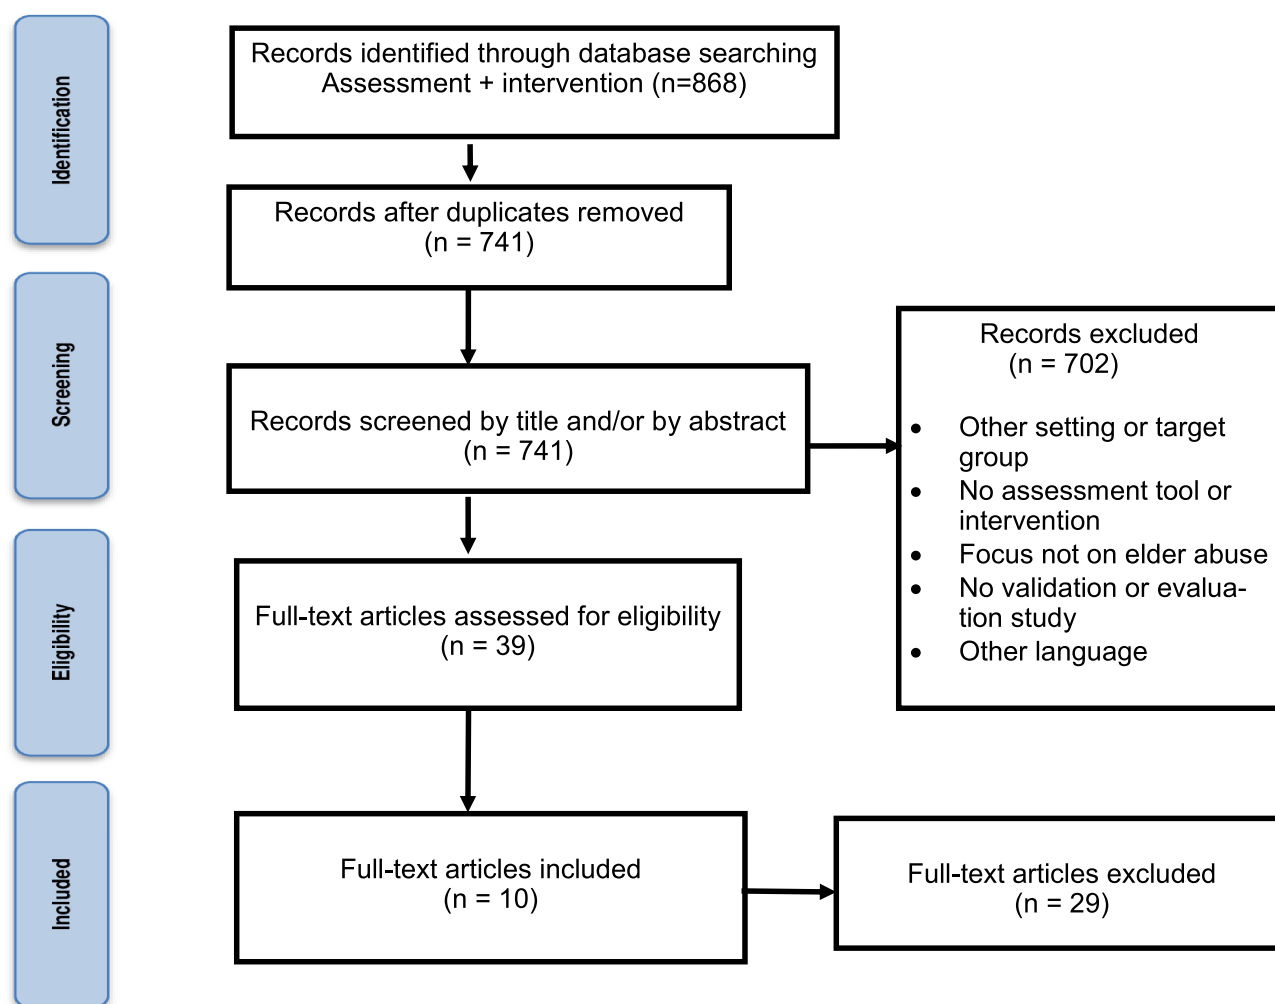 Identification
Records identified through database searching
Assessment + intervention (n=868)
Records after duplicates removed
(n = 741)
Screening
Records screened by title and/or by abstract
(n = 741)
Records excluded
(n = 702)
• Other setting or target
group
• No assessment tool or
intervention
• Focus not on elder abuse
• No validation or evalua-
tion study
• Other language
Eligibility
Full-text articles assessed for eligibility
(n = 39)
Included
Full-text articles included
(n = 10)
Full-text articles excluded
(n = 29)